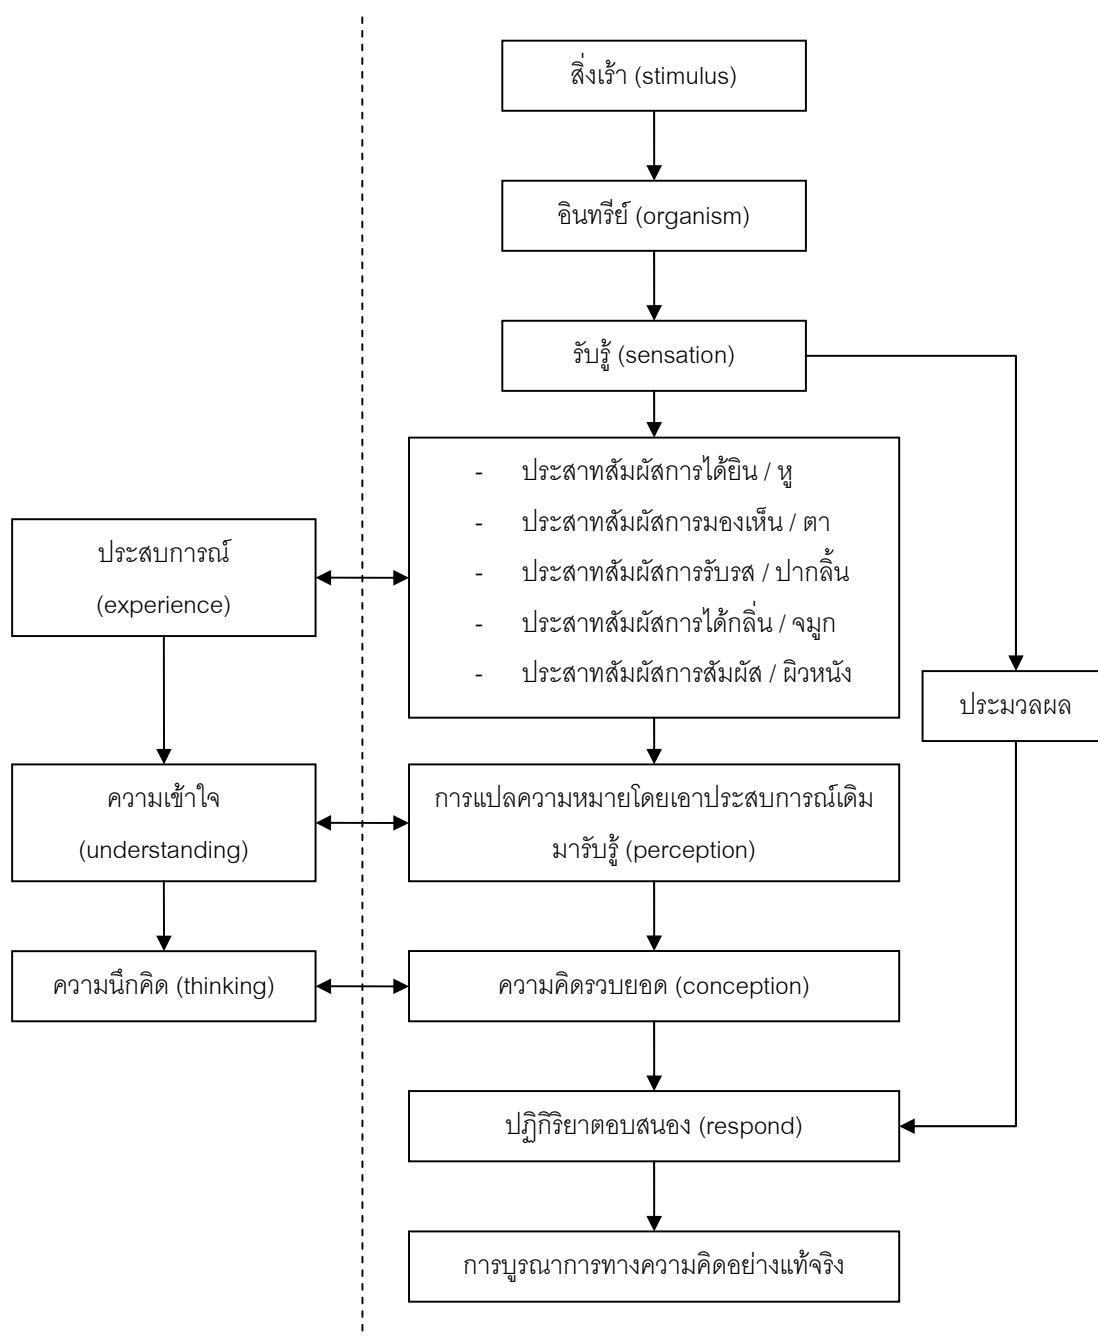 สิ่งเร้า (stimulus)
อินทรีย์ (organism)
รับรู้ (sensation)
- ประสาทสัมผัสการได้ยิน / หู
- ประสาทสัมผัสการมองเห็น / ตา
- ประสาทสัมผัสการรับรส / ปากลิ้น
- ประสาทสัมผัสการได้กลิ่น / จมูก
- ประสาทสัมผัสการสัมผัส / ผิวหนัง
ประสบการณ์
(experience)
ประมวลผล
ความเข้าใจ
(understanding)
การแปลความหมายโดยเอาประสบการณ์เดิม
มารับรู้ (perception)
ความนึกคิด (thinking)
ความคิดรวบยอด (conception)
ปฏิกิริยาตอบสนอง (respond)
การบูรณาการทางความคิดอย่างแท้จริง